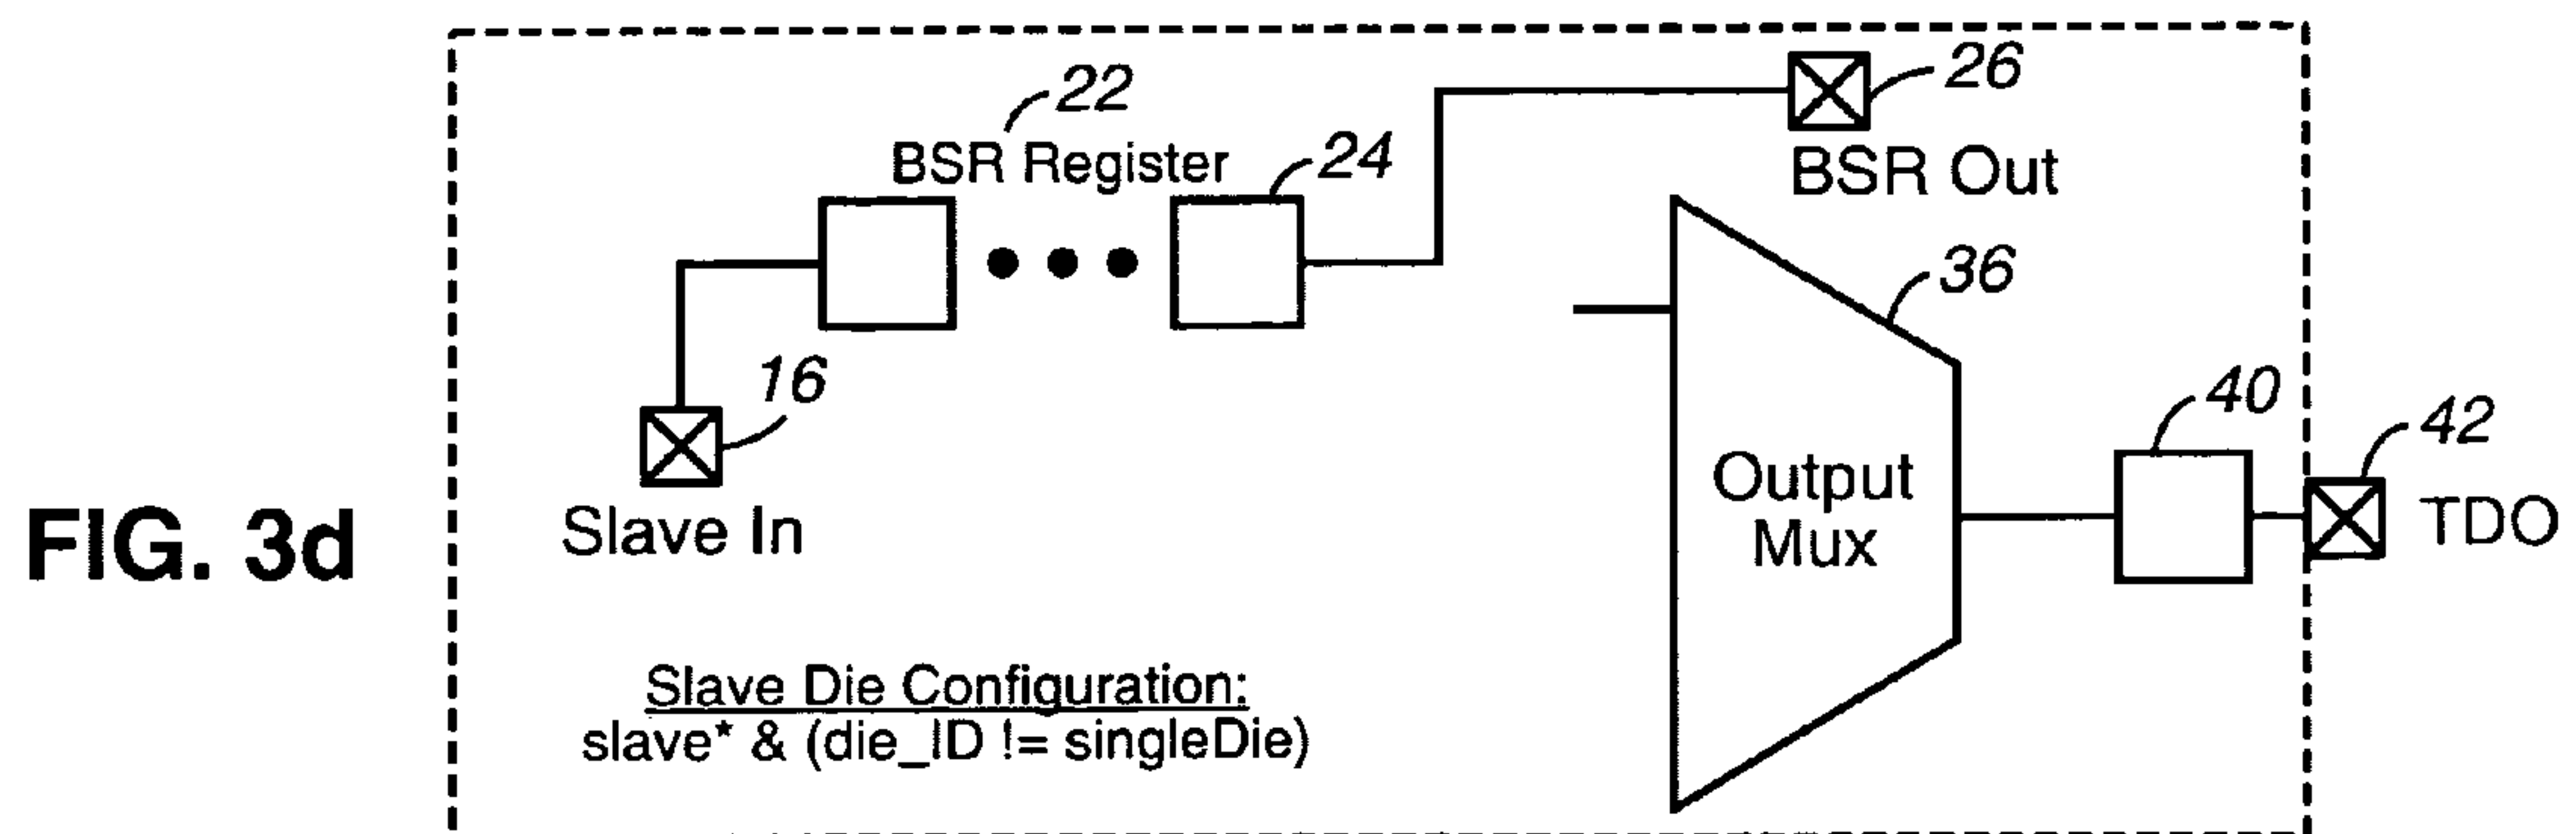 22
26
BSR Register
24
BSR Out
36
16
40
42
Output
Mux
TDO
Slave In
FIG. 3d
Slave Die Configuration:
slave* & (die_ID != singleDie)